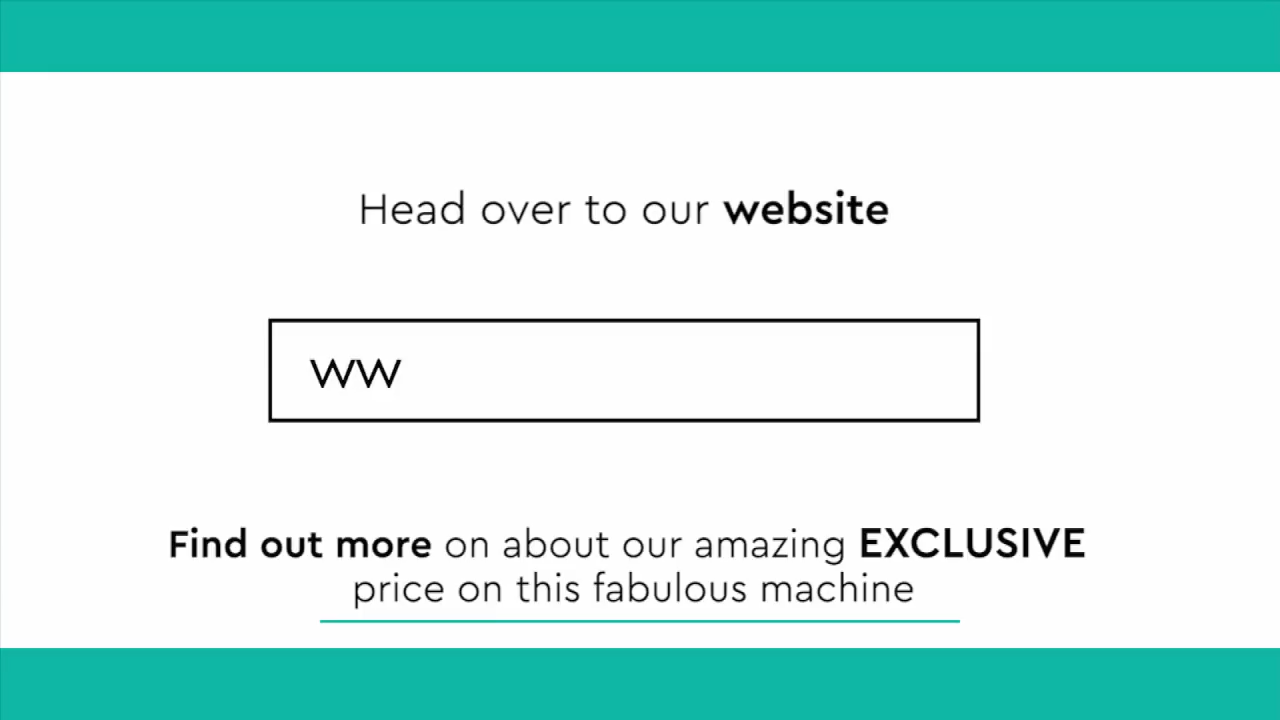 Head over to our website
ww
Find out more on about our amazing EXCLUSIVE
price on this fabulous machine